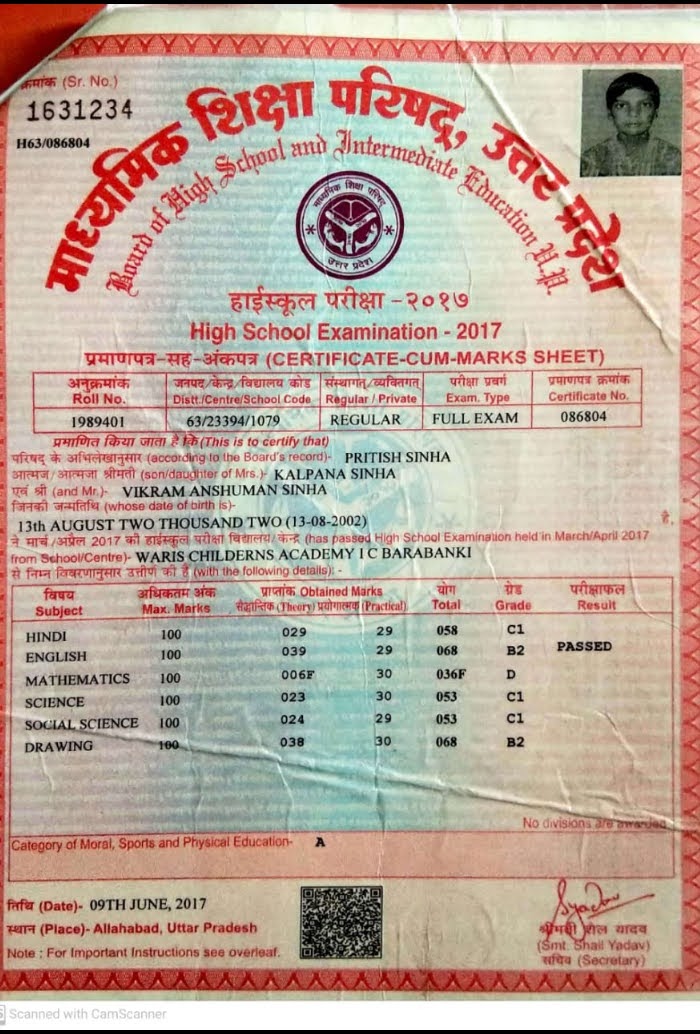 क्रमांक (Sr. No.)
1631234
H63/086804
माध्यमिक शिक्षा परिषद्, उत्तर प्रदेश
Board of High School and Intermediate Education U.P.
माध्यमिक शिक्षा परिषद
उत्तर प्रदेश
हाईस्कूल परीक्षा - २०१७
High School Examination - 2017
प्रमाणपत्र-सह-अंकपत्र (CERTIFICATE-CUM-MARKS SHEET)
अनुक्रमांक जनपद/केन्द्र/विद्यालय कोड संस्थागत/व्यक्तिगत परीक्षा प्रवर्ग प्रमाणपत्र क्रमांक
Roll No. Distt./Centre/School Code Regular / Private Exam. Type Certificate No.
1989401 63/23394/1079 REGULAR FULL EXAM 086804
प्रमाणित किया जाता है कि (This is to certify that)
परिषद के अभिलेखानुसार (according to the Board's record)- PRITISH SINHA
आत्मज/आत्मजा श्रीमती (son/daughter of Mrs.)- KALPANA SINHA
एवं श्री (and Mr.)- VIKRAM ANSHUMAN SINHA
जिनकी जन्मतिथि (whose date of birth is)-
13th AUGUST TWO THOUSAND TWO (13-08-2002) है,
ने मार्च/अप्रैल 2017 की हाईस्कूल परीक्षा विद्यालय/केन्द्र (has passed High School Examination held in March/April 2017
from School/Centre)- WARIS CHILDERNS ACADEMY I C BARABANKI
से निम्न विवरणानुसार उत्तीर्ण की है (with the following details): -
विषय अधिकतम अंक प्राप्तांक Obtained Marks योग ग्रेड परीक्षाफल
Subject Max. Marks सैद्धान्तिक (Theory) प्रयोगात्मक (Practical) Total Grade Result
HINDI 100 029 29 058 C1
ENGLISH 100 039 29 068 B2 PASSED
MATHEMATICS 100 006F 30 036F D
SCIENCE 100 023 30 053 C1
SOCIAL SCIENCE 100 024 29 053 C1
DRAWING 100 038 30 068 B2
No divisions are awarded
Category of Moral, Sports and Physical Education- A
तिथि (Date)- 09TH JUNE, 2017
स्थान (Place)- Allahabad, Uttar Pradesh
Note : For Important Instructions see overleaf.
Syadav
श्रीमती शैल यादव
(Smt. Shail Yadav)
सचिव (Secretary)
Scanned with CamScanner